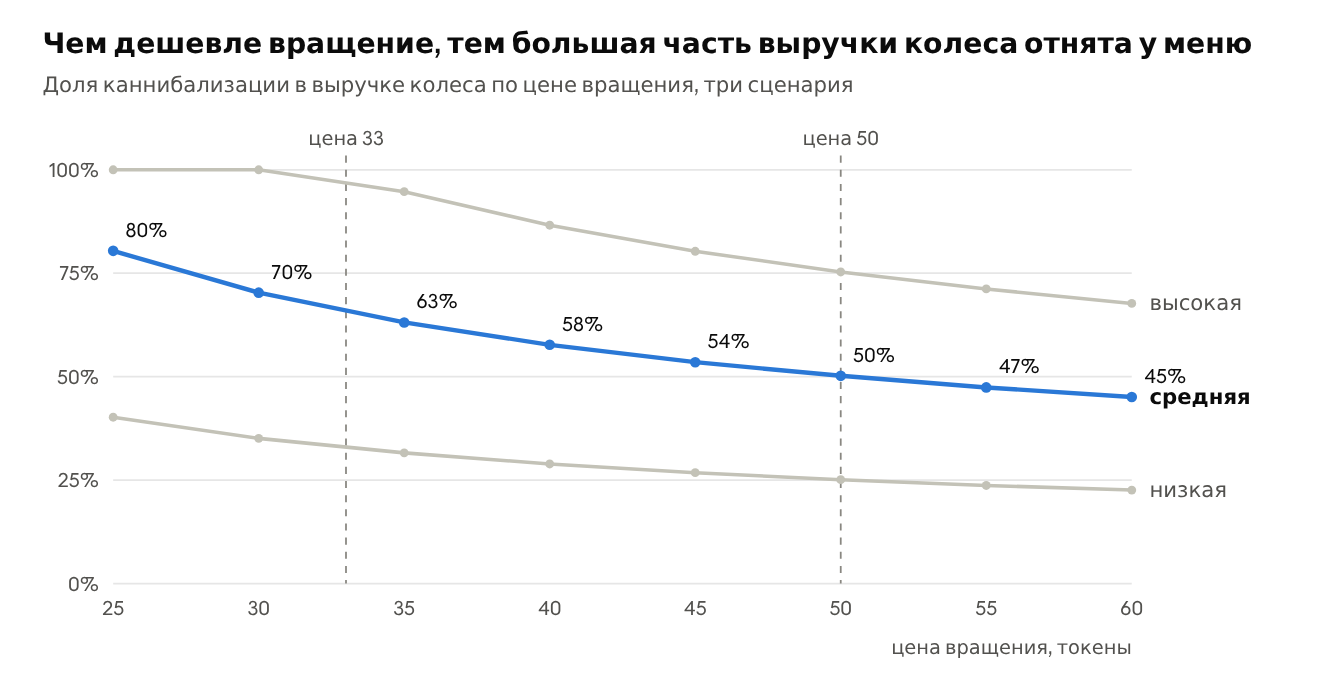 Чем дешевле вращение, тем большая часть выручки колеса отнята у меню
Доля каннибализации в выручке колеса по цене вращения, три сценария
цена 33
цена 50
100%
80%
75%
70%
63%
58%
54%
50%
47%
45%
высокая
50%
средняя
25%
низкая
0%
25
30
35
40
45
50
55
60
цена вращения, токены